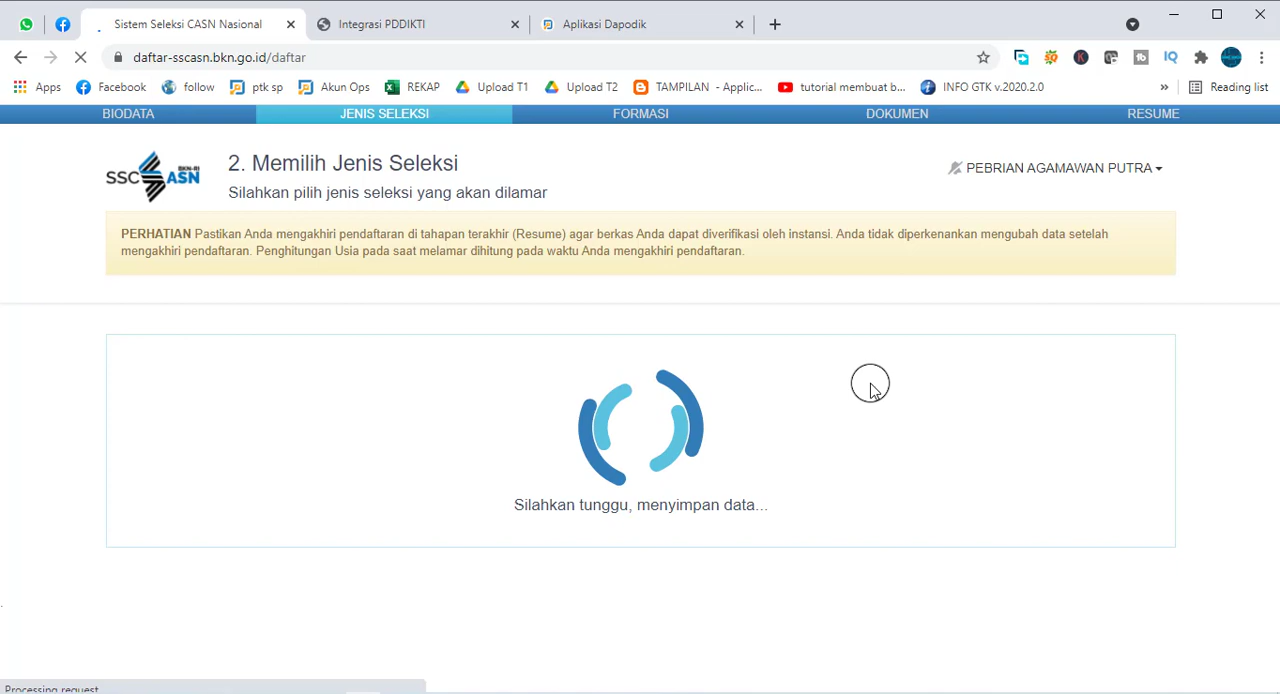 Sistem Seleksi CASN Nasional
Integrasi PDDIKTI
Aplikasi Dapodik
daftar-sscasn.bkn.go.id/daftar
Apps
Facebook
follow
ptk sp
Akun Ops
REKAP
Upload T1
Upload T2
TAMPILAN - Applic...
tutorial membuat b...
INFO GTK v.2020.2.0
»
Reading list
BIODATA
JENIS SELEKSI
FORMASI
DOKUMEN
RESUME
SSC ASN BKN-RI
2. Memilih Jenis Seleksi
Silahkan pilih jenis seleksi yang akan dilamar
PEBRIAN AGAMAWAN PUTRA
PERHATIAN Pastikan Anda mengakhiri pendaftaran di tahapan terakhir (Resume) agar berkas Anda dapat diverifikasi oleh instansi. Anda tidak diperkenankan mengubah data setelah
mengakhiri pendaftaran. Penghitungan Usia pada saat melamar dihitung pada waktu Anda mengakhiri pendaftaran.
Silahkan tunggu, menyimpan data...
Processing request